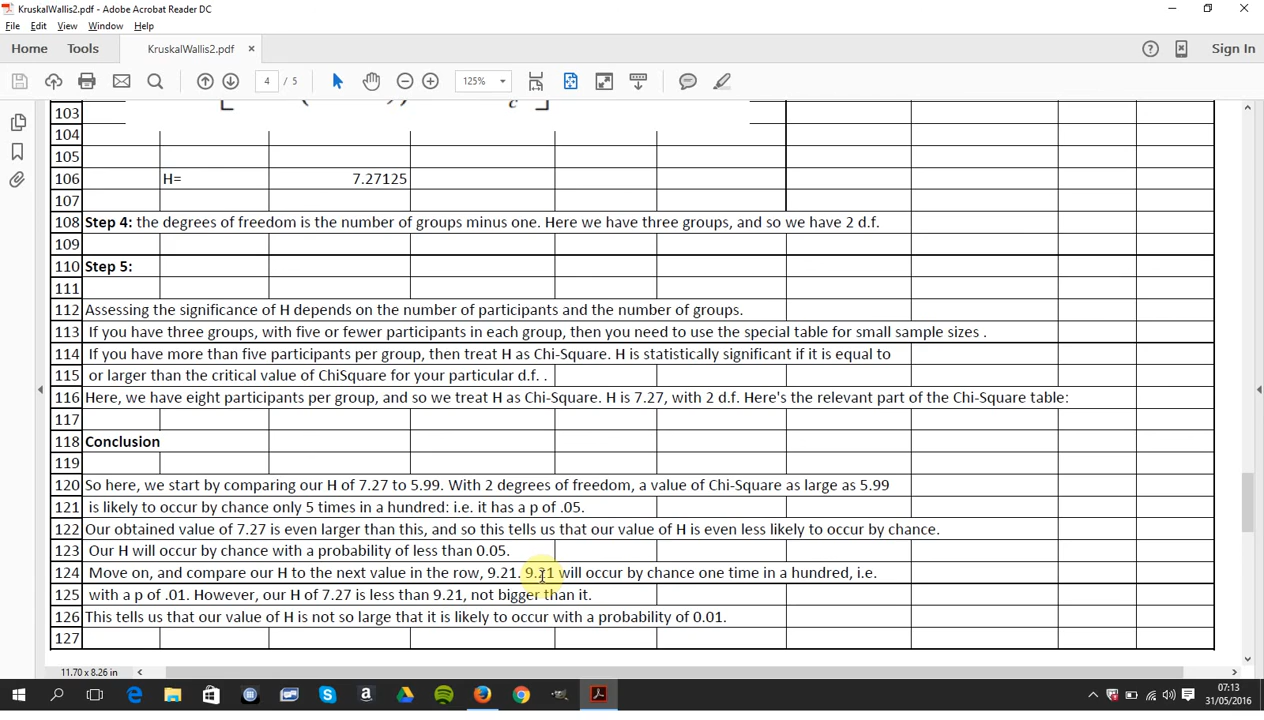 KruskalWallis2.pdf - Adobe Acrobat Reader DC
File Edit View Window Help
Home Tools KruskalWallis2.pdf × Sign In
4 / 5 125%
c
103
104
105
106 H= 7.27125
107
108 Step 4: the degrees of freedom is the number of groups minus one. Here we have three groups, and so we have 2 d.f.
109
110 Step 5:
111
112 Assessing the significance of H depends on the number of participants and the number of groups.
113 If you have three groups, with five or fewer participants in each group, then you need to use the special table for small sample sizes .
114 If you have more than five participants per group, then treat H as Chi-Square. H is statistically significant if it is equal to
115 or larger than the critical value of ChiSquare for your particular d.f. .
116 Here, we have eight participants per group, and so we treat H as Chi-Square. H is 7.27, with 2 d.f. Here's the relevant part of the Chi-Square table:
117
118 Conclusion
119
120 So here, we start by comparing our H of 7.27 to 5.99. With 2 degrees of freedom, a value of Chi-Square as large as 5.99
121 is likely to occur by chance only 5 times in a hundred: i.e. it has a p of .05.
122 Our obtained value of 7.27 is even larger than this, and so this tells us that our value of H is even less likely to occur by chance.
123 Our H will occur by chance with a probability of less than 0.05.
124 Move on, and compare our H to the next value in the row, 9.21. 9.21 will occur by chance one time in a hundred, i.e.
125 with a p of .01. However, our H of 7.27 is less than 9.21, not bigger than it.
126 This tells us that our value of H is not so large that it is likely to occur with a probability of 0.01.
127
11.70 x 8.26 in
07:13
31/05/2016